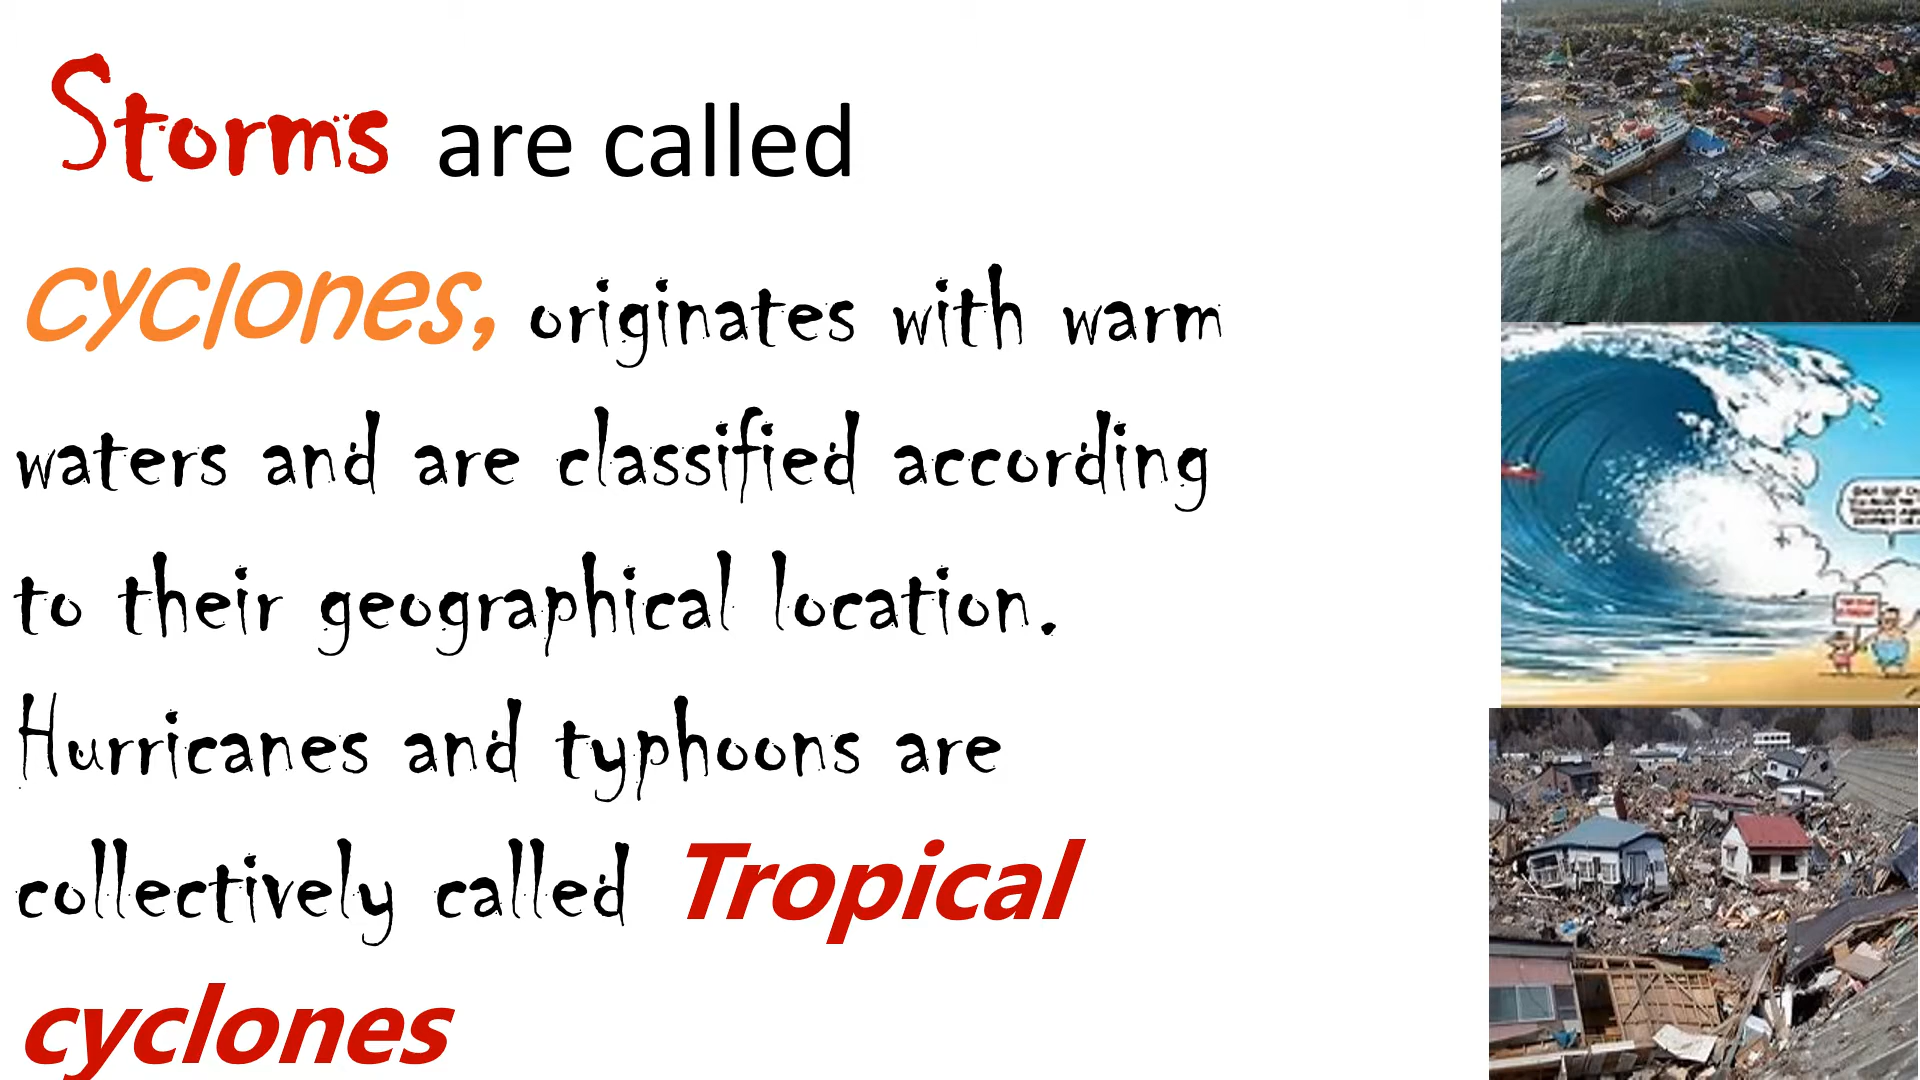 Storms are called
cyclones, originates with warm
waters and are classified according
to their geographical location.
Hurricanes and typhoons are
collectively called Tropical
cyclones